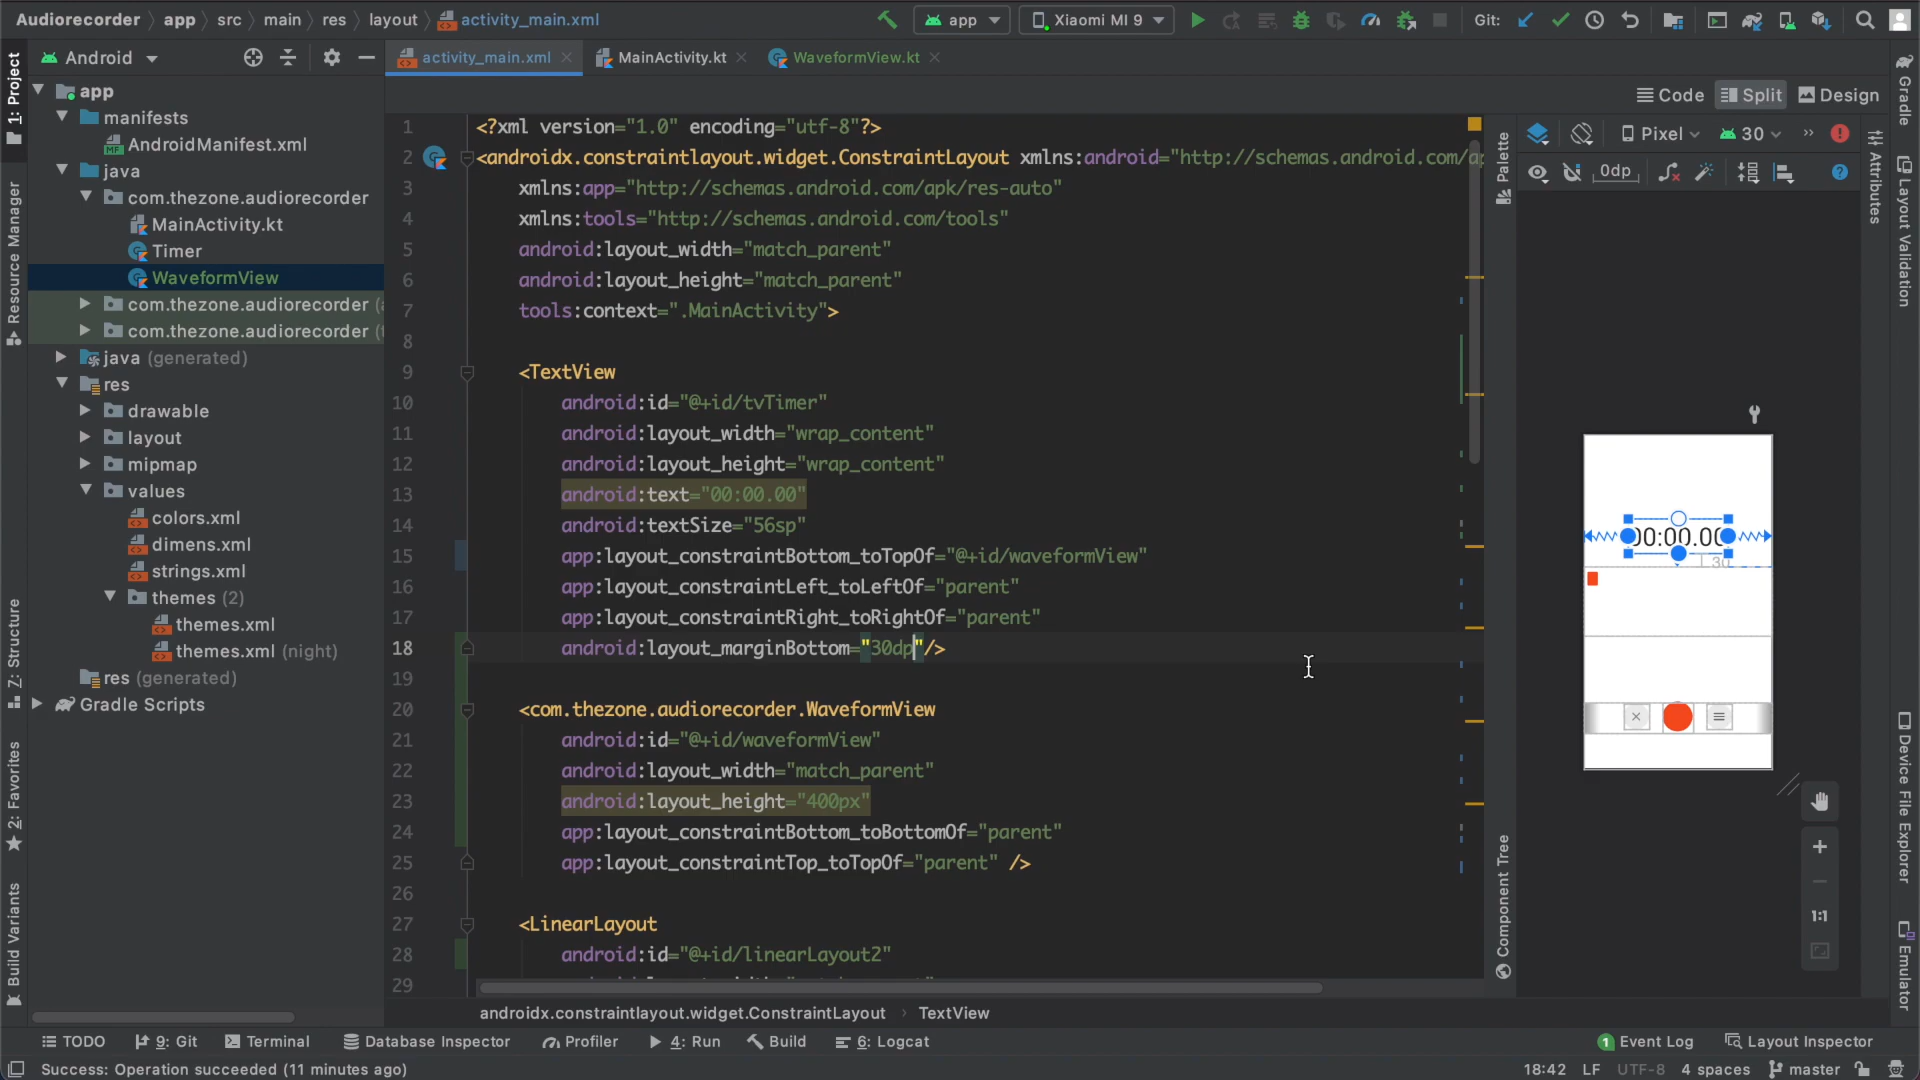 Audiorecorder > app > src > main > res > layout > activity_main.xml
app
Xiaomi MI 9
Git:
1: Project
Resource Manager
Z: Structure
2: Favorites
Build Variants
Android
app
manifests
AndroidManifest.xml
java
com.thezone.audiorecorder
MainActivity.kt
Timer
WaveformView
com.thezone.audiorecorder
com.thezone.audiorecorder
java (generated)
res
drawable
layout
mipmap
values
colors.xml
dimens.xml
strings.xml
themes (2)
themes.xml
themes.xml (night)
res (generated)
Gradle Scripts
activity_main.xml
MainActivity.kt
WaveformView.kt
Code
Split
Design
1 <?xml version="1.0" encoding="utf-8"?>
2 <androidx.constraintlayout.widget.ConstraintLayout xmlns:android="http://schemas.android.com/ap
3 xmlns:app="http://schemas.android.com/apk/res-auto"
4 xmlns:tools="http://schemas.android.com/tools"
5 android:layout_width="match_parent"
6 android:layout_height="match_parent"
7 tools:context=".MainActivity">
8
9 <TextView
10 android:id="@+id/tvTimer"
11 android:layout_width="wrap_content"
12 android:layout_height="wrap_content"
13 android:text="00:00.00"
14 android:textSize="56sp"
15 app:layout_constraintBottom_toTopOf="@+id/waveformView"
16 app:layout_constraintLeft_toLeftOf="parent"
17 app:layout_constraintRight_toRightOf="parent"
18 android:layout_marginBottom="30dp"/>
19
20 <com.thezone.audiorecorder.WaveformView
21 android:id="@+id/waveformView"
22 android:layout_width="match_parent"
23 android:layout_height="400px"
24 app:layout_constraintBottom_toBottomOf="parent"
25 app:layout_constraintTop_toTopOf="parent" />
26
27 <LinearLayout
28 android:id="@+id/linearLayout2"
29
androidx.constraintlayout.widget.ConstraintLayout > TextView
Palette
Component Tree
Pixel
30
0dp
00:00.00
30
1:1
Attributes
Gradle
Layout Validation
Device File Explorer
Emulator
TODO
9: Git
Terminal
Database Inspector
Profiler
4: Run
Build
6: Logcat
1 Event Log
Layout Inspector
Success: Operation succeeded (11 minutes ago)
18:42
LF
UTF-8
4 spaces
master